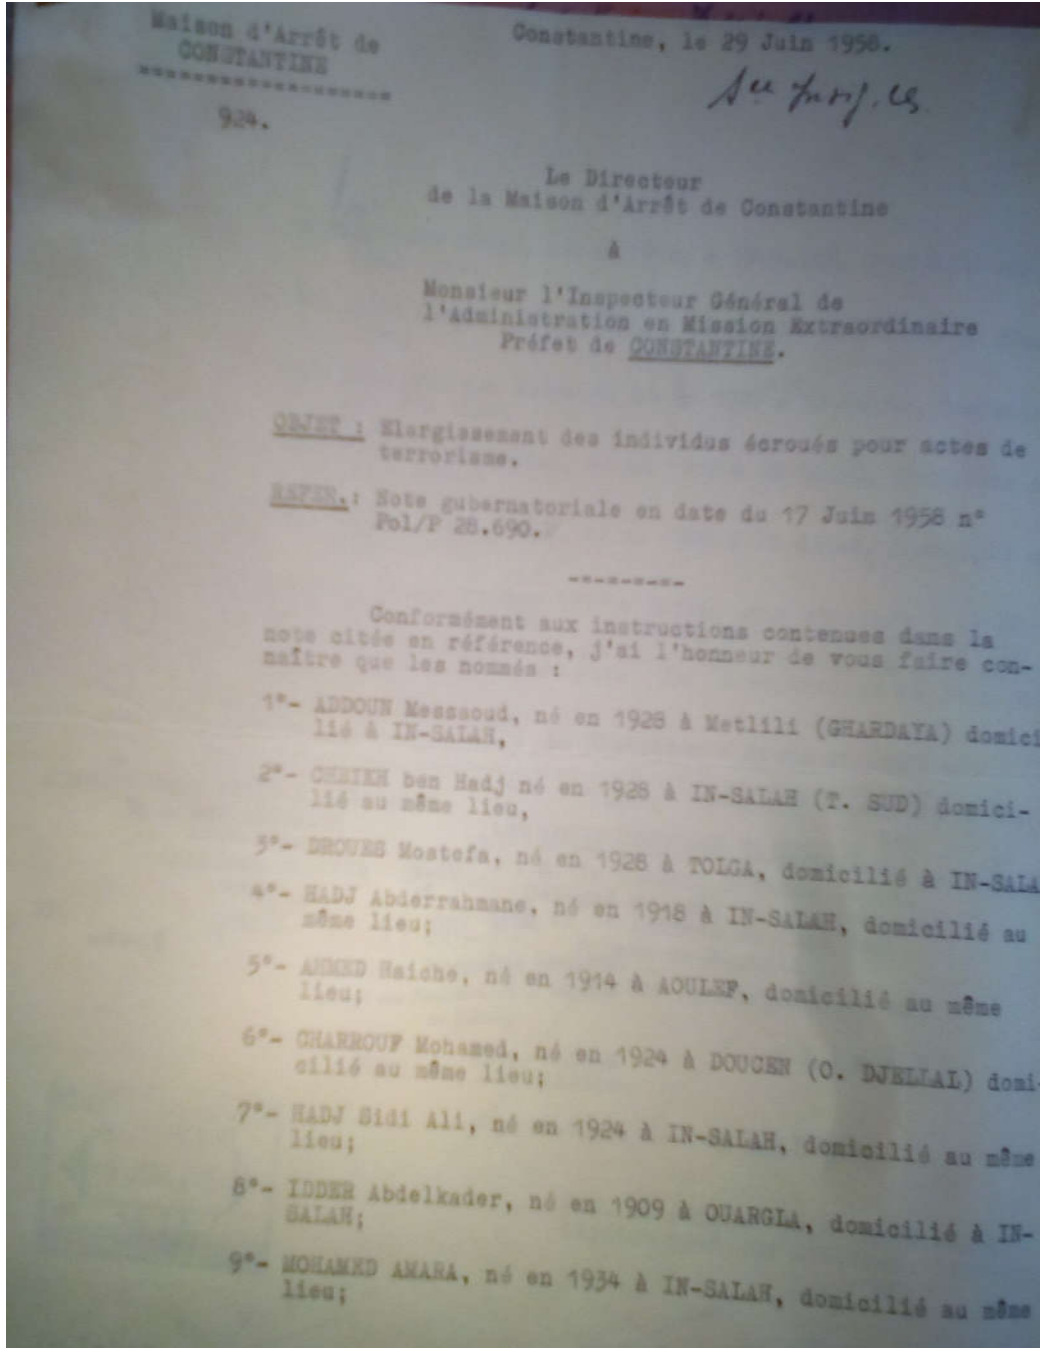 Maison d'Arrêt de
CONSTANTINE
-------------------
924.
Constantine, le 29 Juin 1958.
Le Directeur
de la Maison d'Arrêt de Constantine
à
Monsieur l'Inspecteur Général de
l'Administration en Mission Extraordinaire
Préfet de CONSTANTINE.
OBJET : Elargissement des individus écroués pour actes de
terrorisme.
REFER.: Note gubernatoriale en date du 17 Juin 1958 n°
Pol/P 28.690.
---------
Conformément aux instructions contenues dans la
note citée en référence, j'ai l'honneur de vous faire con-
naître que les nommés :
1°- ADDOUN Messaoud, né en 1928 à Metlili (GHARDAYA) domici
lié à IN-SALAH,
2°- CHEIKH ben Hadj né en 1928 à IN-SALAH (T. SUD) domici-
lié au même lieu,
3°- DROUES Mostefa, né en 1928 à TOLGA, domicilié à IN-SALA
4°- HADJ Abderrahmane, né en 1918 à IN-SALAH, domicilié au
même lieu;
5°- AHMED Haiche, né en 1914 à AOULEF, domicilié au même
lieu;
6°- GHARROUF Mohamed, né en 1924 à DOUCEN (O. DJELLAL) domi-
cilié au même lieu;
7°- HADJ Sidi Ali, né en 1924 à IN-SALAH, domicilié au même
lieu;
8°- IDDER Abdelkader, né en 1909 à OUARGLA, domicilié à IN-
SALAH;
9°- MOHAMED AMARA, né en 1934 à IN-SALAH, domicilié au même
lieu;